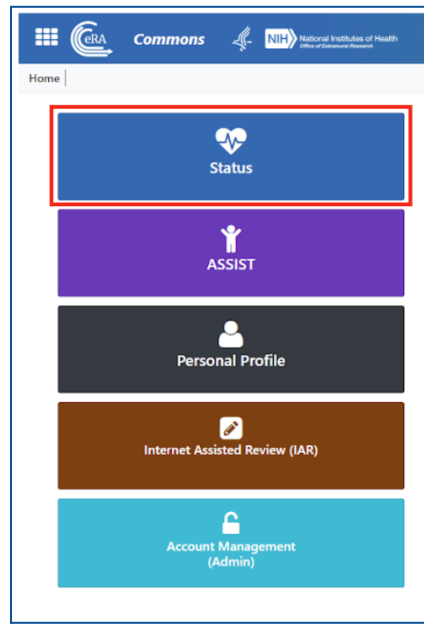 eRA Commons NIH National Institutes of Health
Office of Extramural Research
Home
Status
ASSIST
Personal Profile
Internet Assisted Review (IAR)
Account Management
(Admin)